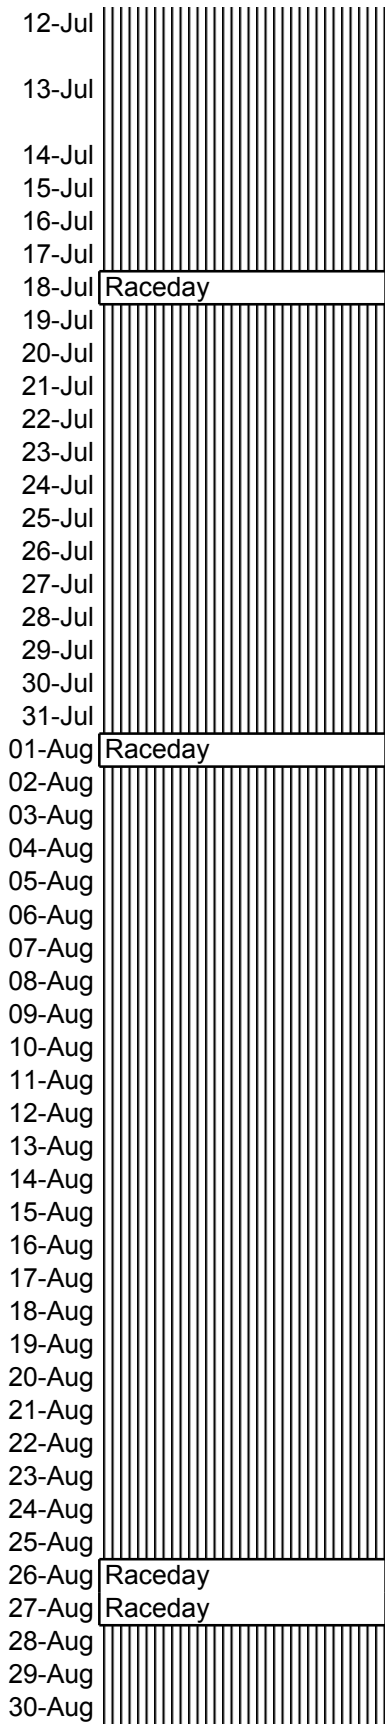 12-Jul
13-Jul
14-Jul
15-Jul
16-Jul
17-Jul
18-Jul Raceday
19-Jul
20-Jul
21-Jul
22-Jul
23-Jul
24-Jul
25-Jul
26-Jul
27-Jul
28-Jul
29-Jul
30-Jul
31-Jul
01-Aug Raceday
02-Aug
03-Aug
04-Aug
05-Aug
06-Aug
07-Aug
08-Aug
09-Aug
10-Aug
11-Aug
12-Aug
13-Aug
14-Aug
15-Aug
16-Aug
17-Aug
18-Aug
19-Aug
20-Aug
21-Aug
22-Aug
23-Aug
24-Aug
25-Aug
26-Aug Raceday
27-Aug Raceday
28-Aug
29-Aug
30-Aug